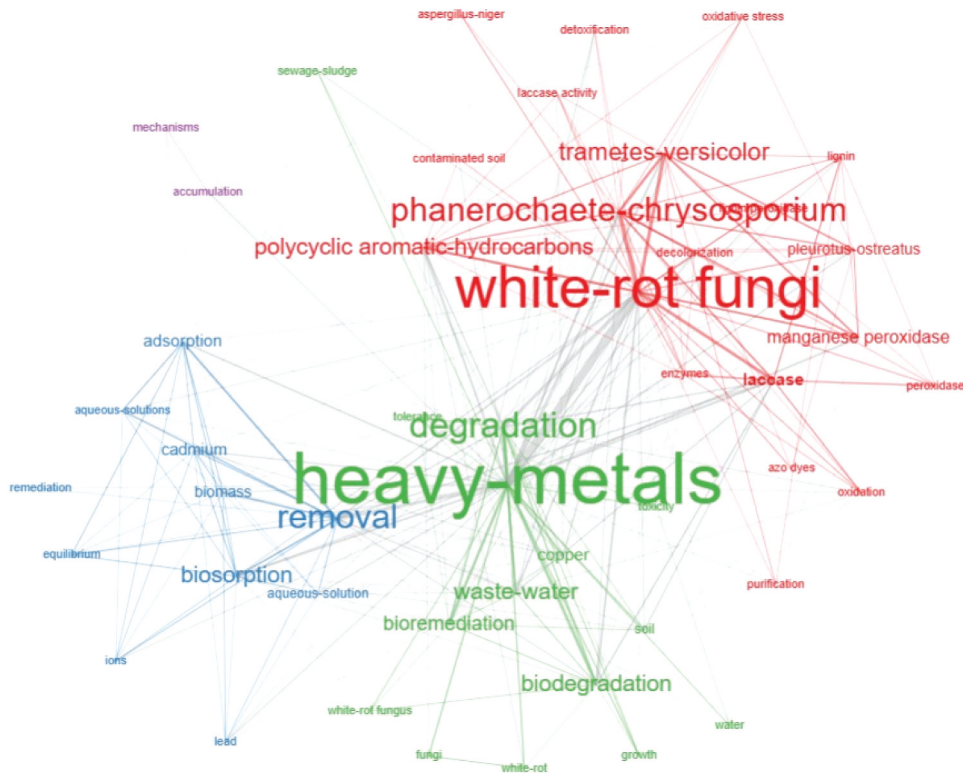 aspergillus-niger
oxidative stress
detoxification
sewage-sludge
laccase activity
mechanisms
trametes-versicolor
contaminated soil
lignin
accumulation
phanerochaete-chrysosporium
polycyclic aromatic-hydrocarbons
decolorization
pleurotus-ostreatus
white-rot fungi
adsorption
manganese peroxidase
enzymes
laccase
peroxidase
aqueous-solutions
tolerance
degradation
cadmium
azo dyes
heavy-metals
remediation
biomass
oxidation
toxicity
removal
equilibrium
copper
biosorption
purification
aqueous-solution
waste-water
bioremediation
soil
ions
biodegradation
white-rot fungus
water
lead
fungi
growth
white-rot